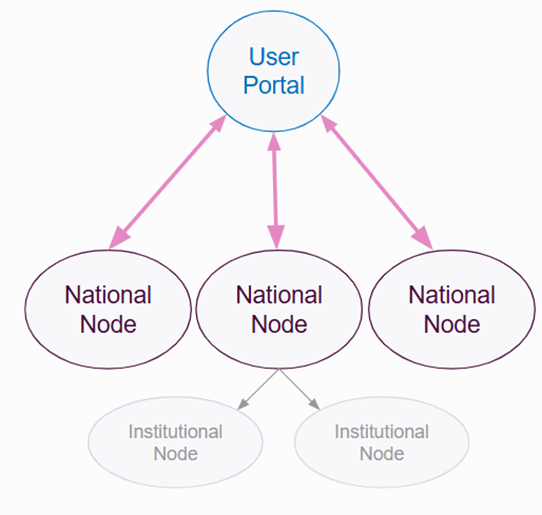 User
Portal
National
Node
National
Node
National
Node
Institutional
Node
Institutional
Node